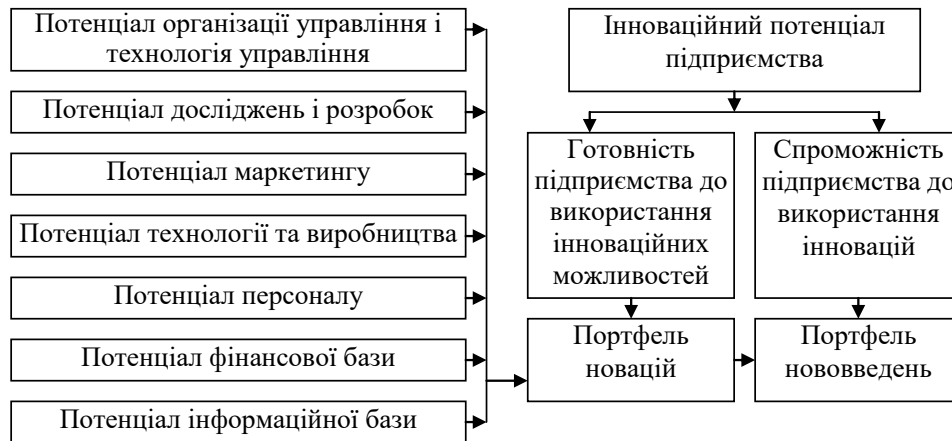 Потенціал організації управління і
технологія управління
Потенціал досліджень і розробок
Потенціал маркетингу
Потенціал технології та виробництва
Потенціал персоналу
Потенціал фінансової бази
Потенціал інформаційної бази
Інноваційний потенціал
підприємства
Готовність
підприємства до
використання
інноваційних
можливостей
Спроможність
підприємства до
використання
інновацій
Портфель
новацій
Портфель
нововведень